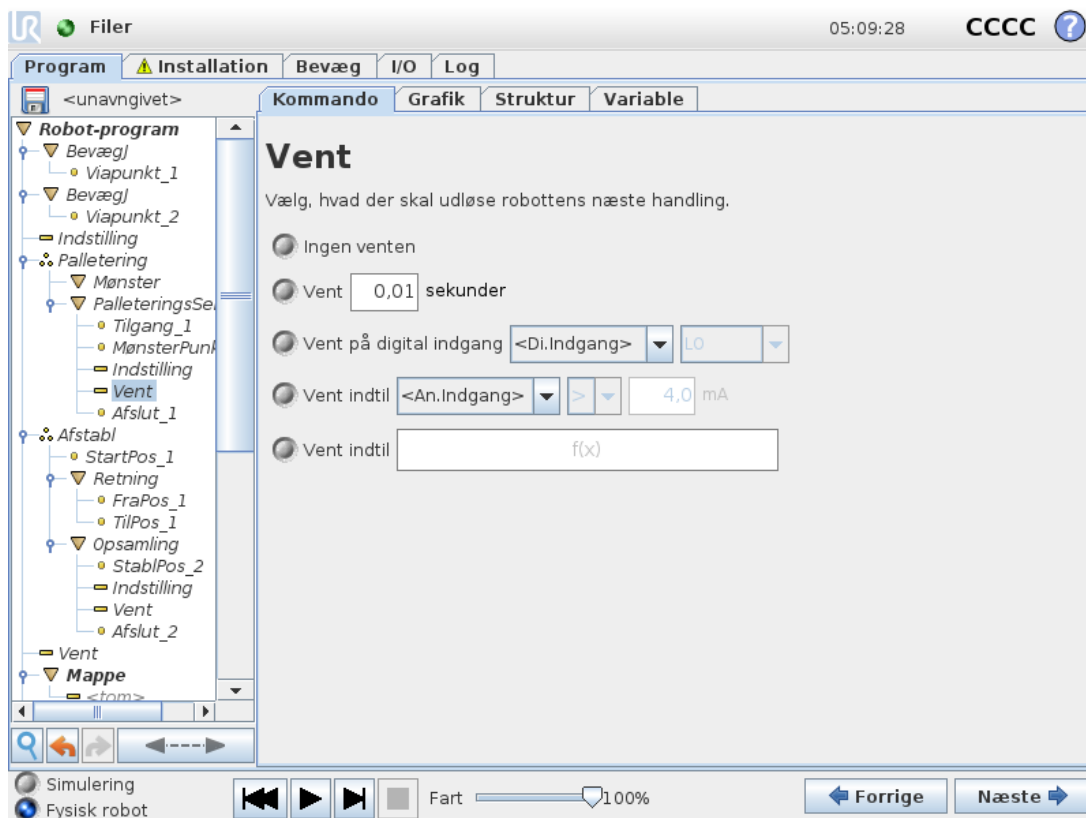 UR Filer 05:09:28 CCCC ?
Program Installation Bevæg I/O Log
<unavngivet>
Kommando Grafik Struktur Variable
Robot-program
BevægJ
Viapunkt_1
BevægJ
Viapunkt_2
Indstilling
Palletering
Mønster
PalleteringsSe
Tilgang_1
MønsterPunk
Indstilling
Vent
Afslut_1
Afstabl
StartPos_1
Retning
FraPos_1
TilPos_1
Opsamling
StablPos_2
Indstilling
Vent
Afslut_2
Vent
Mappe
<tom>
Vent
Vælg, hvad der skal udløse robottens næste handling.
Ingen venten
Vent 0,01 sekunder
Vent på digital indgang <Di.Indgang> LO
Vent indtil <An.Indgang> > 4,0 mA
Vent indtil f(x)
Simulering
Fysisk robot
Fart 100%
Forrige
Næste